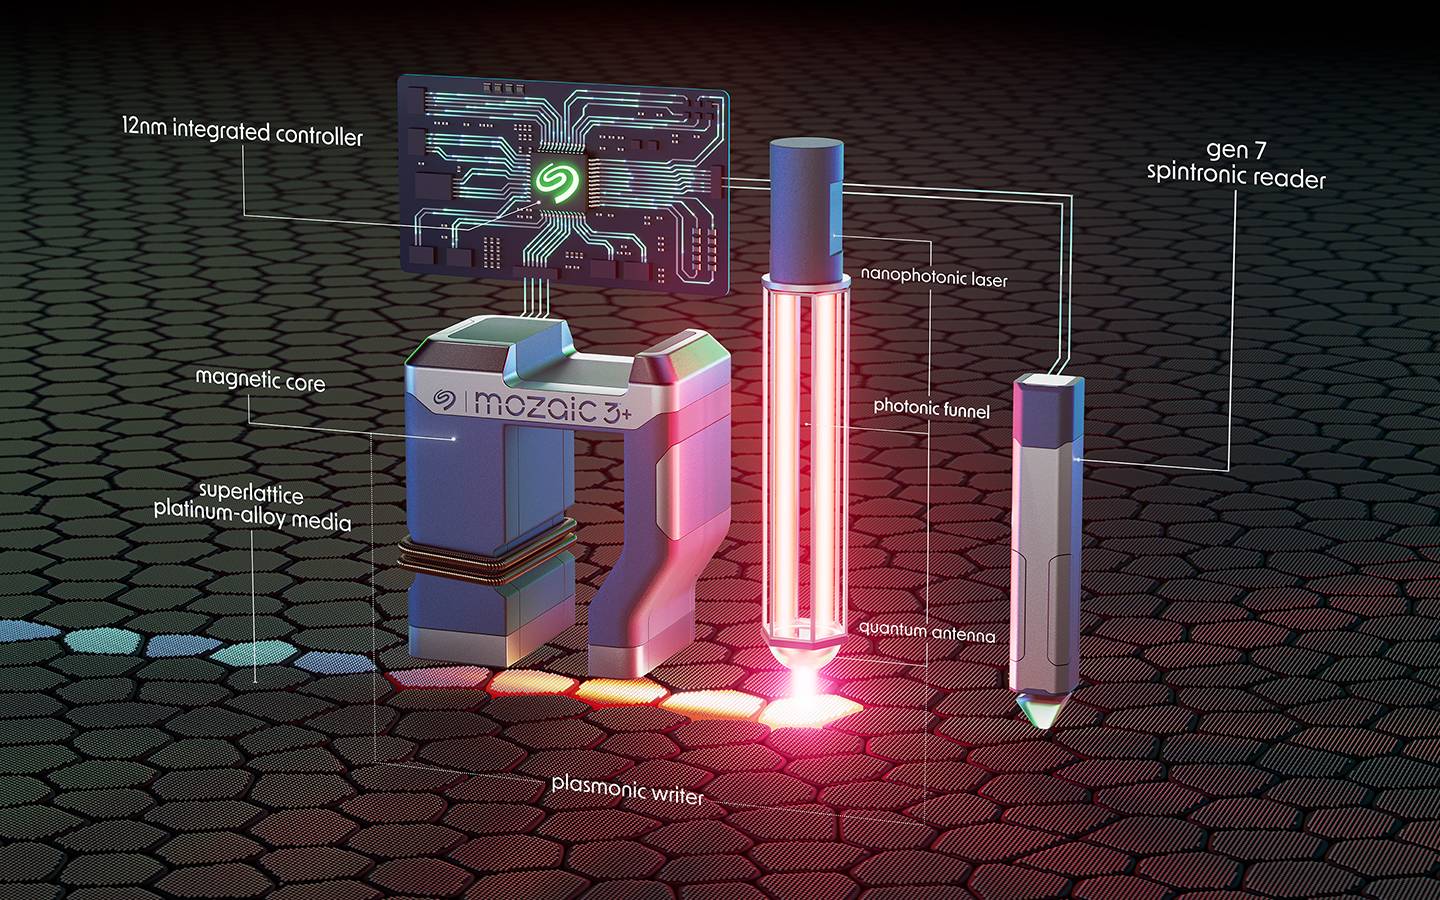 12nm integrated controller
gen 7
spintronic reader
nanophotonic laser
magnetic core
mozaic 3+
photonic funnel
superlattice
platinum-alloy media
quantum antenna
plasmonic writer